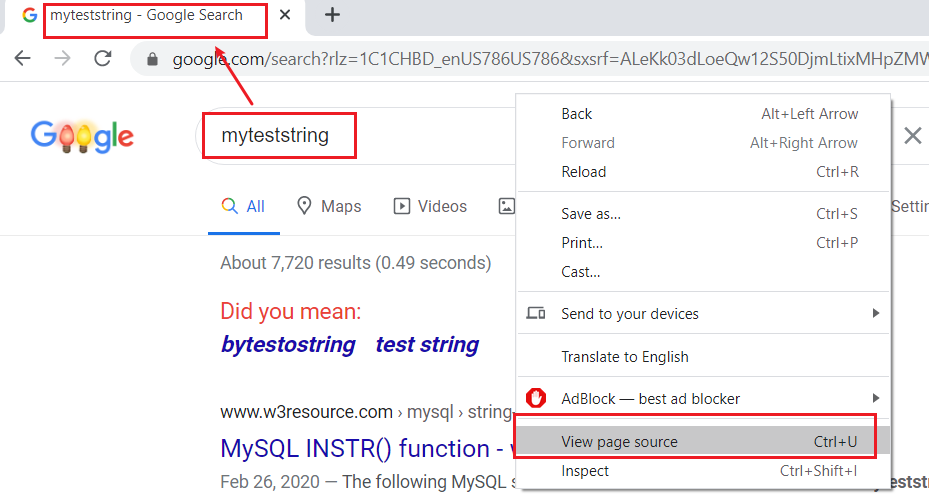 myteststring - Google Search
google.com/search?rlz=1C1CHBD_enUS786US786&sxsrf=ALeKk03dLoeQw12S50DjmLtixMHpZMW
Google
myteststring
All Maps Videos Setti
About 7,720 results (0.49 seconds)
Did you mean:
bytestostring test string
www.w3resource.com › mysql › string-
MySQL INSTR() function -
Feb 26, 2020 — The following MySQL s
Back Alt+Left Arrow
Forward Alt+Right Arrow
Reload Ctrl+R
Save as... Ctrl+S
Print... Ctrl+P
Cast...
Send to your devices
Translate to English
AdBlock — best ad blocker
View page source Ctrl+U
Inspect Ctrl+Shift+I